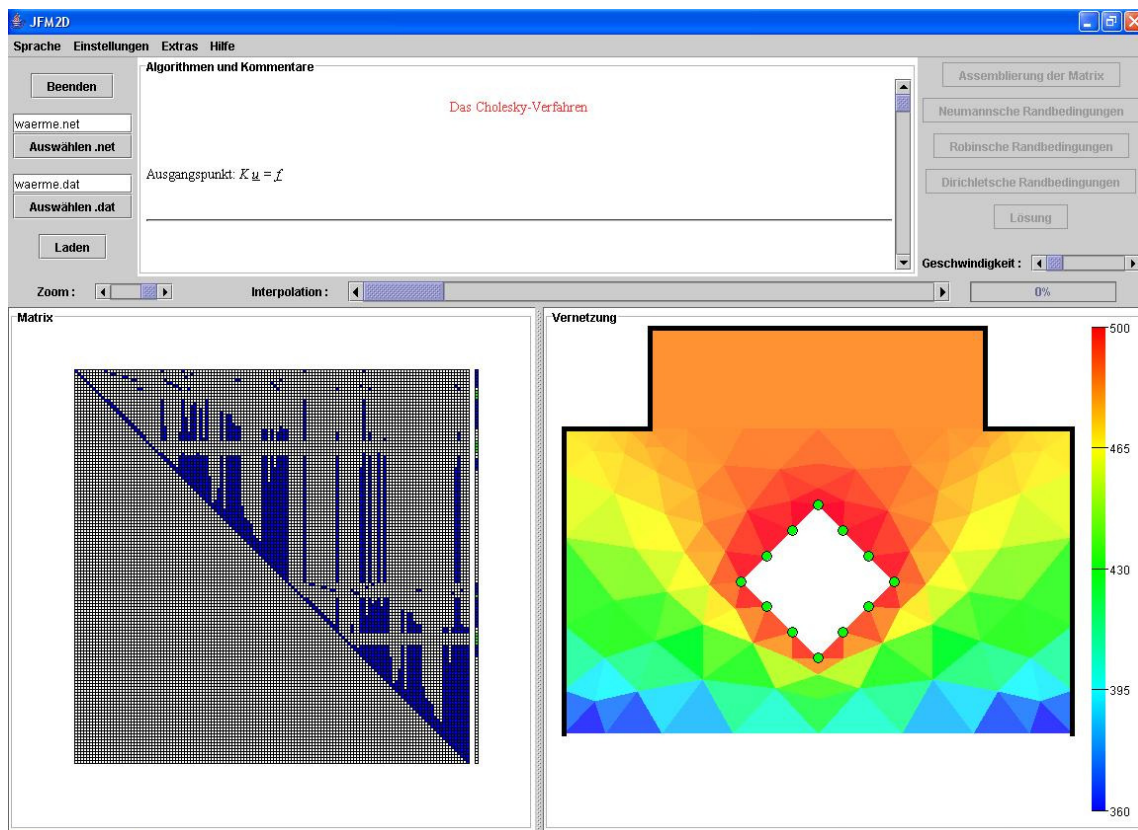 JFM2D
Sprache Einstellungen Extras Hilfe
Beenden
waerme.net
Auswählen .net
waerme.dat
Auswählen .dat
Laden
Algorithmen und Kommentare
Das Cholesky-Verfahren
Ausgangspunkt: K u = f
Assemblierung der Matrix
Neumannsche Randbedingungen
Robinsche Randbedingungen
Dirichletsche Randbedingungen
Lösung
Geschwindigkeit :
Zoom :
Interpolation :
0%
Matrix
Vernetzung
500
465
430
395
360